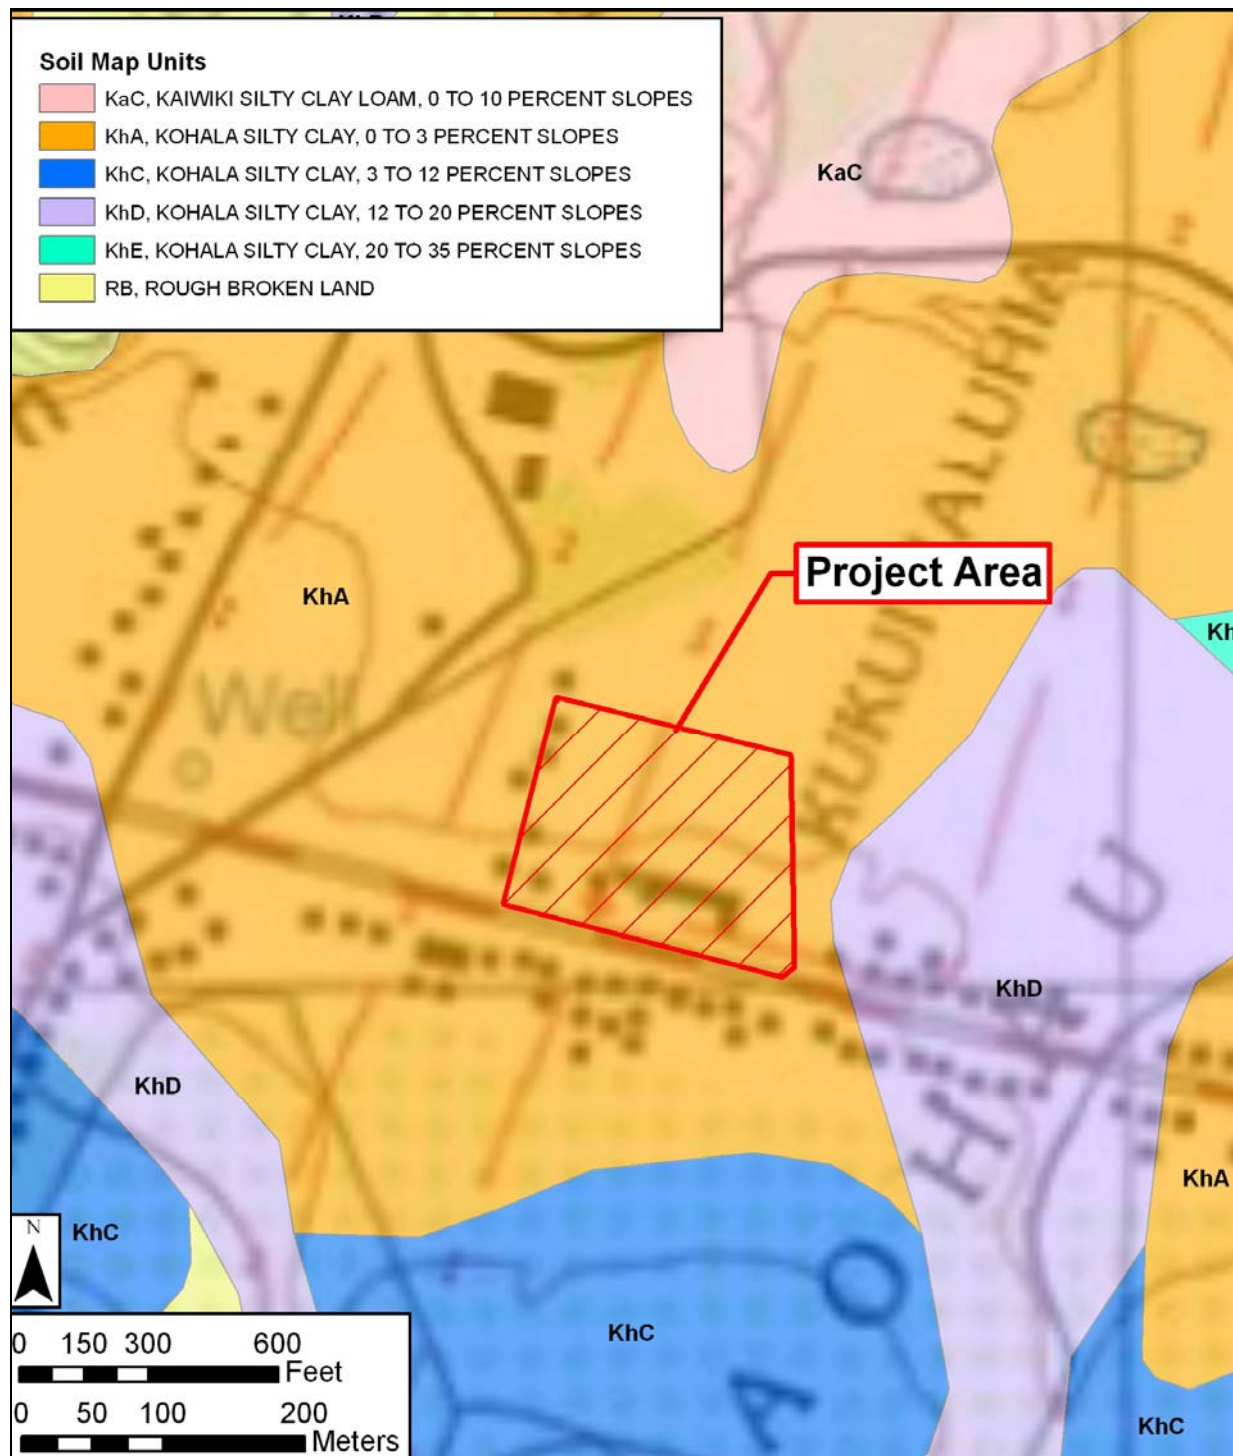 Soil Map Units
KaC, KAIWIKI SILTY CLAY LOAM, 0 TO 10 PERCENT SLOPES
KhA, KOHALA SILTY CLAY, 0 TO 3 PERCENT SLOPES
KhC, KOHALA SILTY CLAY, 3 TO 12 PERCENT SLOPES
KhD, KOHALA SILTY CLAY, 12 TO 20 PERCENT SLOPES
KhE, KOHALA SILTY CLAY, 20 TO 35 PERCENT SLOPES
RB, ROUGH BROKEN LAND
KaC
Project Area
KhA
Kh
Well
H U
KhD
KhD
KhA
KhC
N
KhC
A
KhC
0 150 300 600
Feet
0 50 100 200
Meters